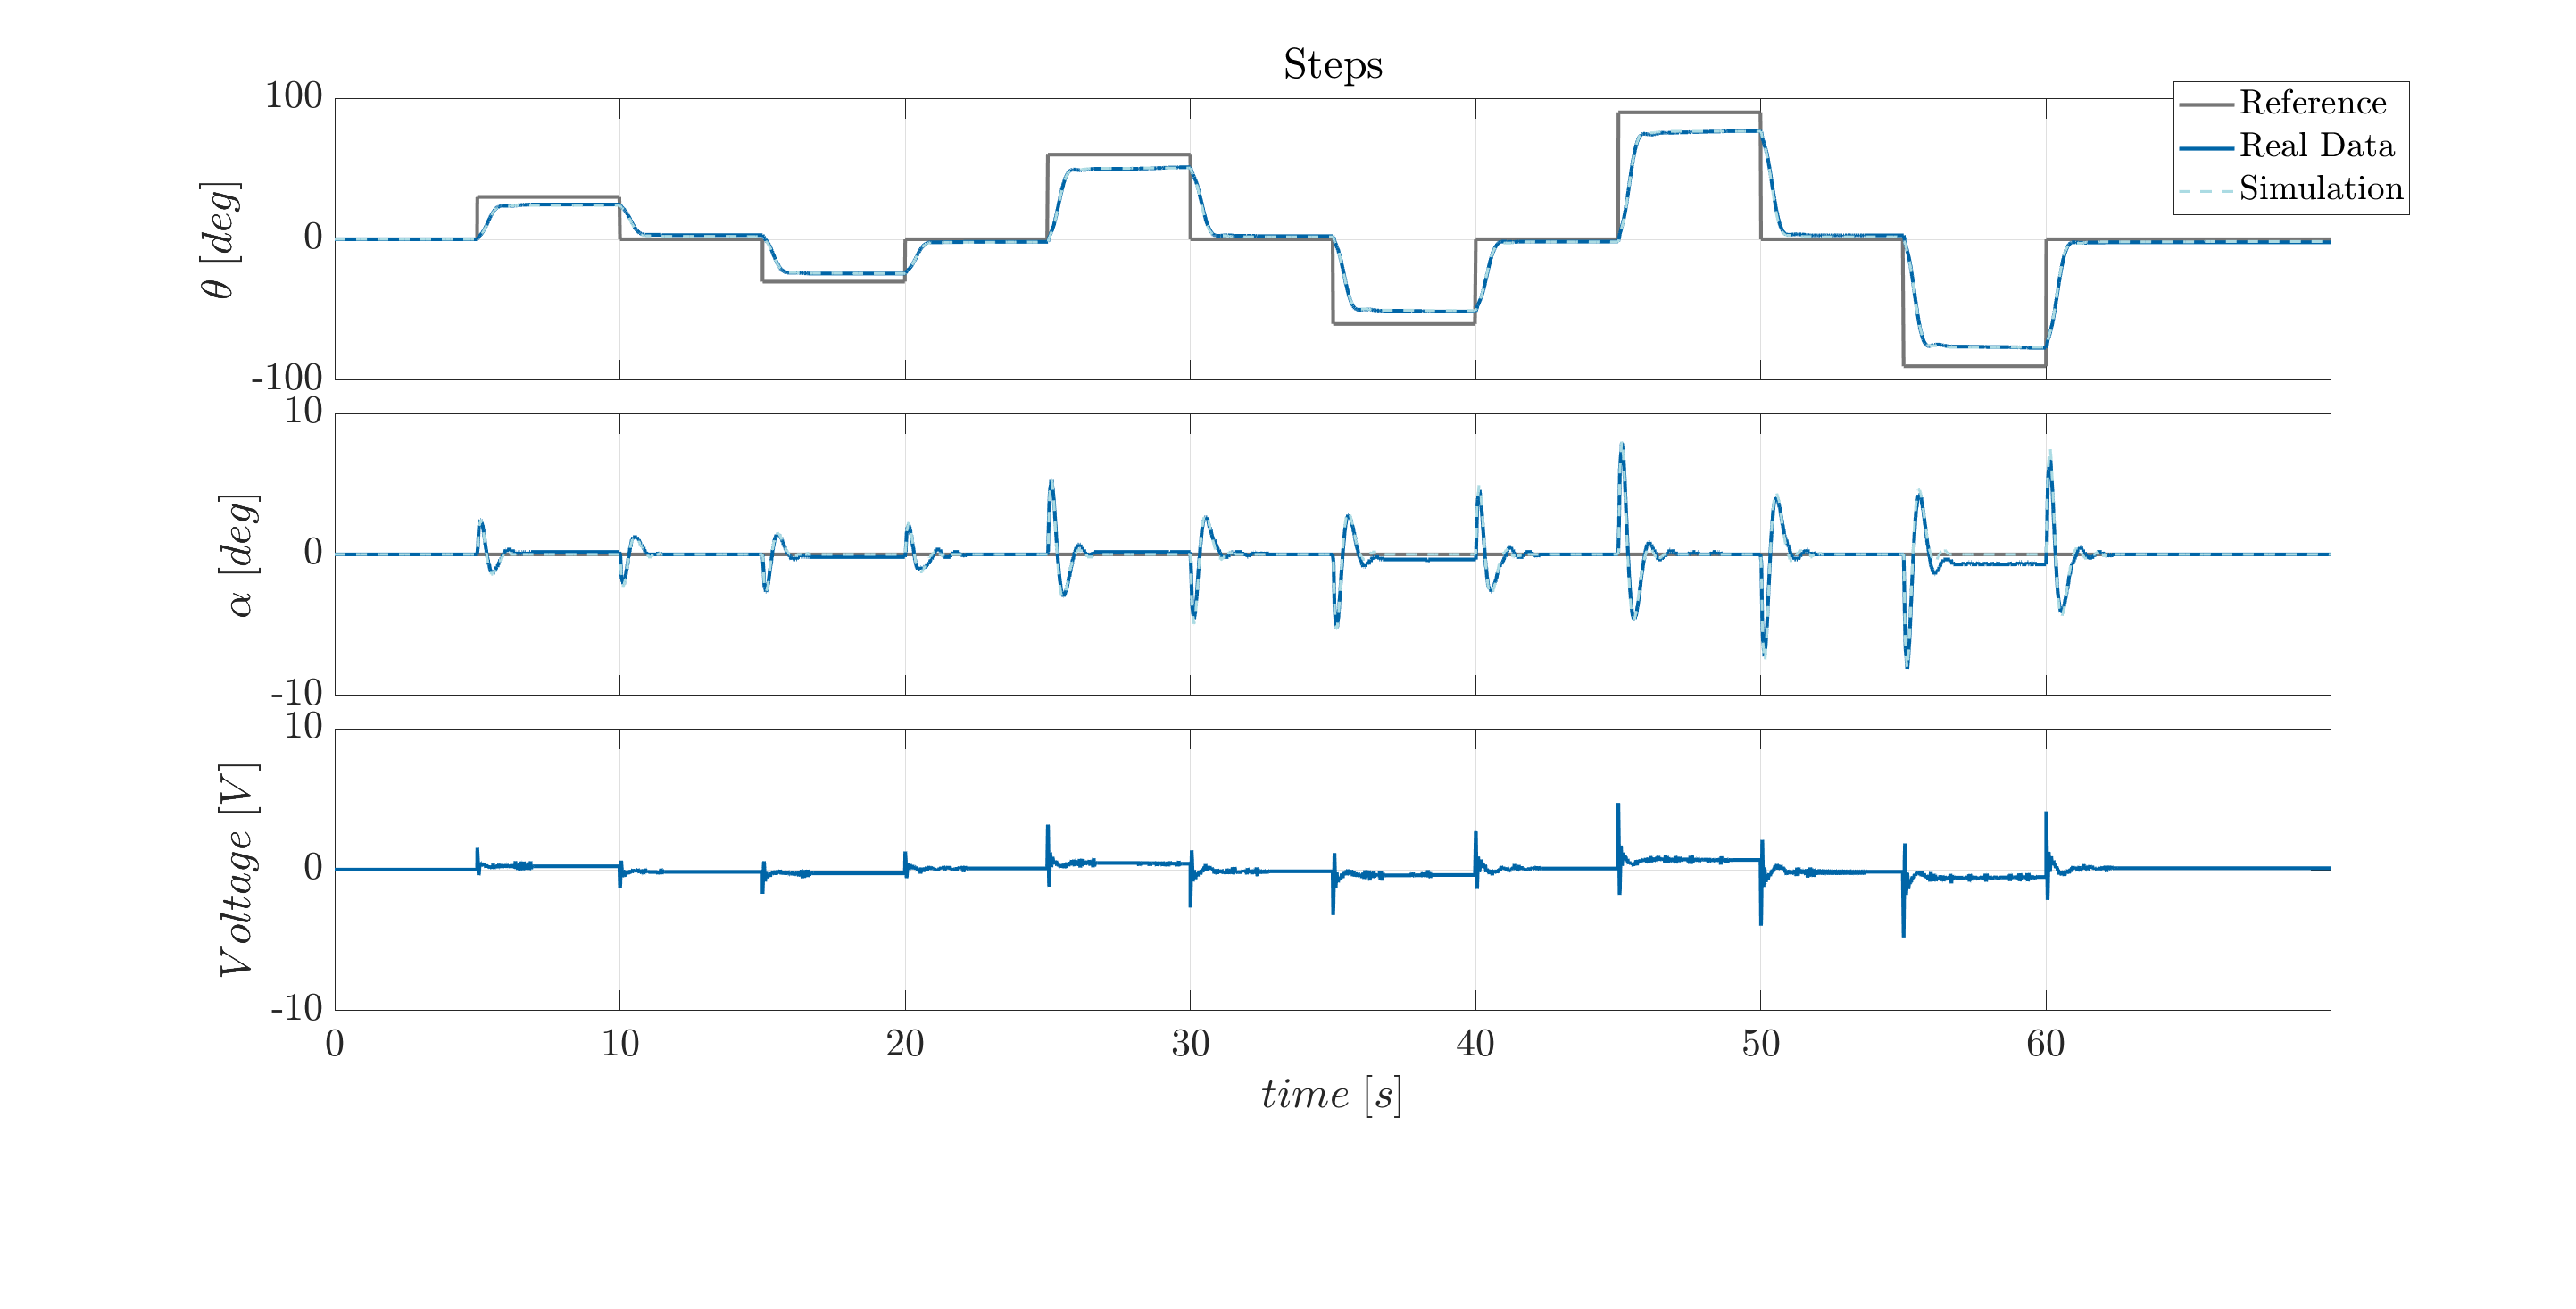 Steps
100
0
-100
θ [deg]
Reference
Real Data
Simulation
10
0
-10
α [deg]
10
0
-10
Voltage [V]
0 10 20 30 40 50 60
time [s]